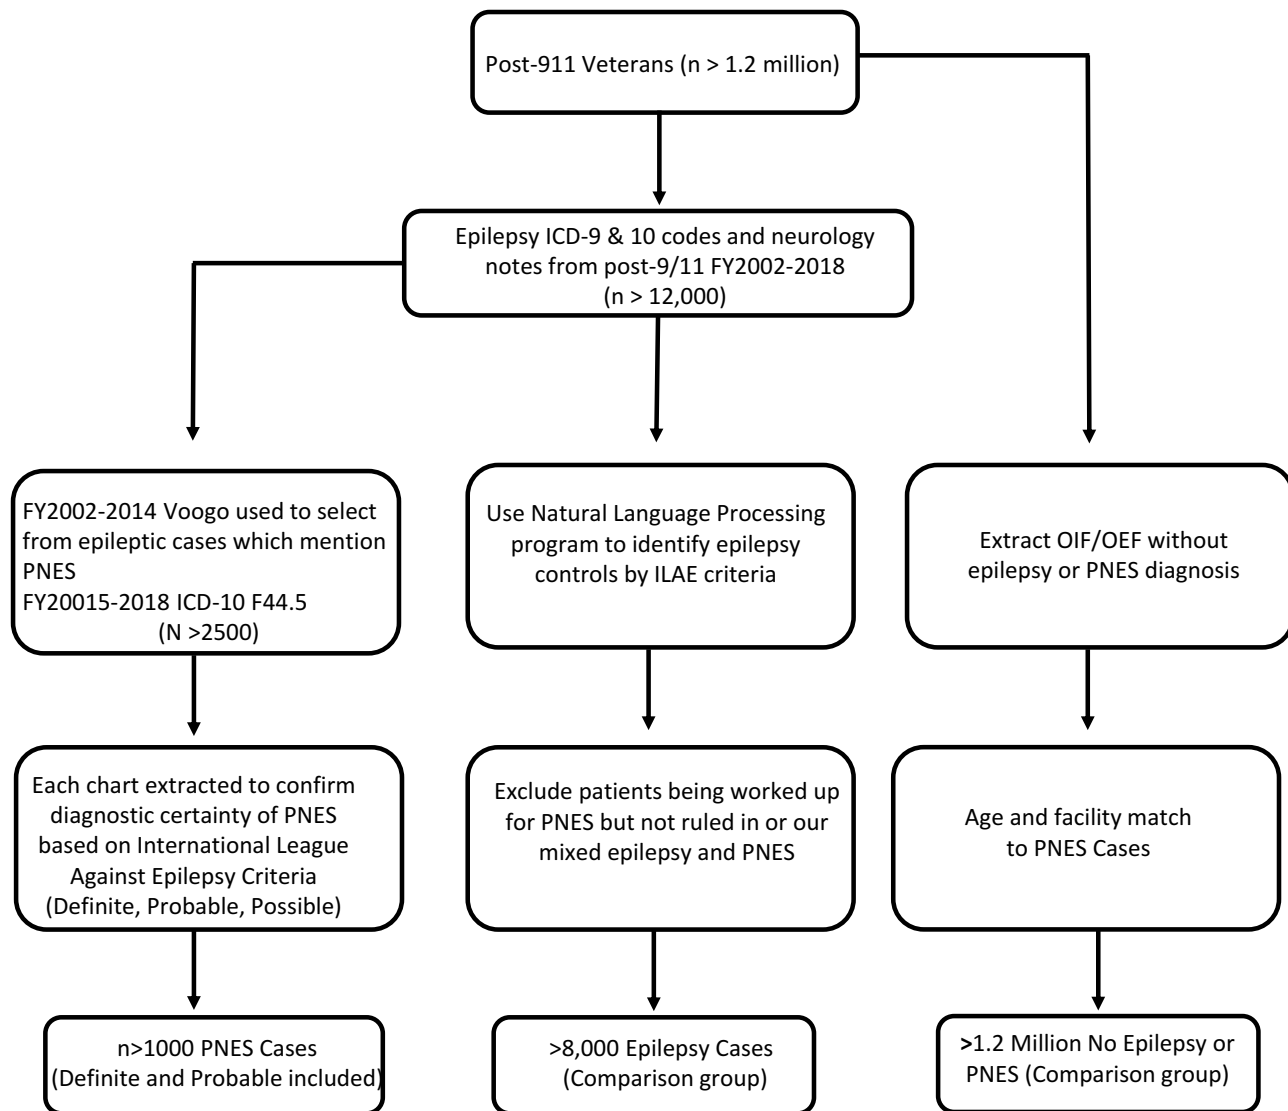 Post-911 Veterans (n > 1.2 million)
Epilepsy ICD-9 & 10 codes and neurology
notes from post-9/11 FY2002-2018
(n > 12,000)
FY2002-2014 Voogo used to select
from epileptic cases which mention
PNES
FY20015-2018 ICD-10 F44.5
(N >2500)
Use Natural Language Processing
program to identify epilepsy
controls by ILAE criteria
Extract OIF/OEF without
epilepsy or PNES diagnosis
Each chart extracted to confirm
diagnostic certainty of PNES
based on International League
Against Epilepsy Criteria
(Definite, Probable, Possible)
Exclude patients being worked up
for PNES but not ruled in or our
mixed epilepsy and PNES
Age and facility match
to PNES Cases
n>1000 PNES Cases
(Definite and Probable included)
>8,000 Epilepsy Cases
(Comparison group)
>1.2 Million No Epilepsy or
PNES (Comparison group)